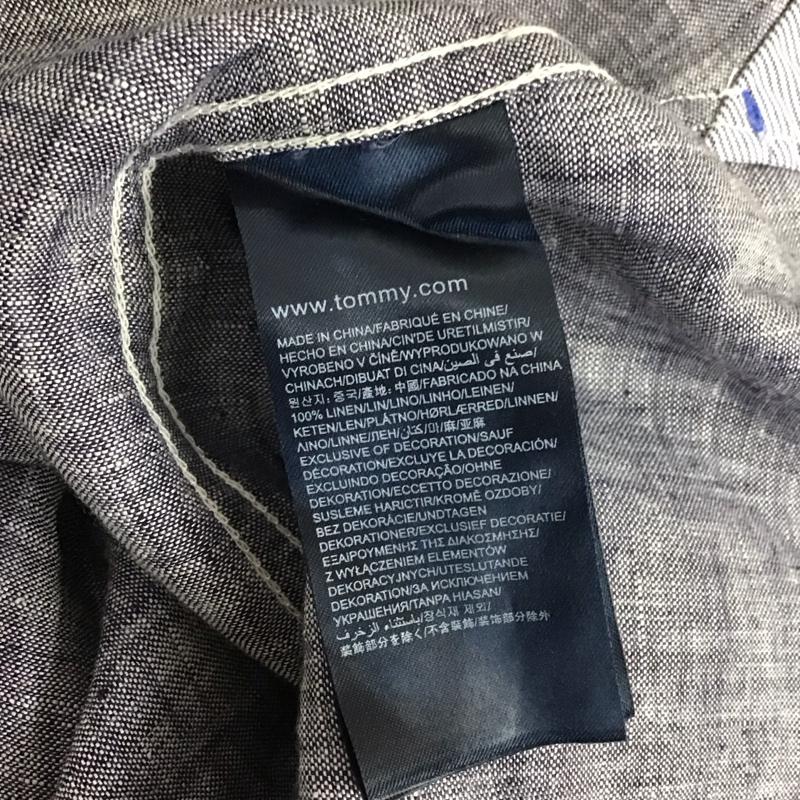 www.tommy.com
MADE IN CHINA/FABRIQUÉ EN CHINE/
HECHO EN CHINA/CIN'DE URETILMISTIR/
VYROBENO V ČÍNĚ/WYPRODUKOWANO W
CHINACH/DIBUAT DI CINA/صنع في الصين/
원산지: 중국/產地: 中國/FABRICADO NA CHINA
100% LINEN/LIN/LINO/LINHO/LEINEN/
KETEN/LEN/PLÁTNO/HØRLÆRRED/LINNEN/
ΛΙΝΟ/LINNE/ЛЕН/كتان/마/麻/亚麻
EXCLUSIVE OF DECORATION/SAUF
DÉCORATION/EXCLUYE LA DECORACIÓN/
EXCLUINDO DECORAÇÃO/OHNE
DEKORATION/ECCETTO DECORAZIONE/
SUSLEME HARICTIR/KROMĚ OZDOBY/
BEZ DEKORÁCIE/UNDTAGEN
DEKORATIONER/EXCLUSIEF DECORATIE/
ΕΞΑΙΡΟΥΜΕΝΗΣ ΤΗΣ ΔΙΑΚΟΣΜΗΣΗΣ/
Z WYŁĄCZENIEM ELEMENTÓW
DEKORACYJNYCH/UTESLUTANDE
DEKORATION/ЗА ИСКЛЮЧЕНИЕМ
УКРАШЕНИЯ/TANPA HIASAN/
باستثناء الزخرف/장식재 제외/
装飾部分を除く/不含裝飾/装饰部分除外